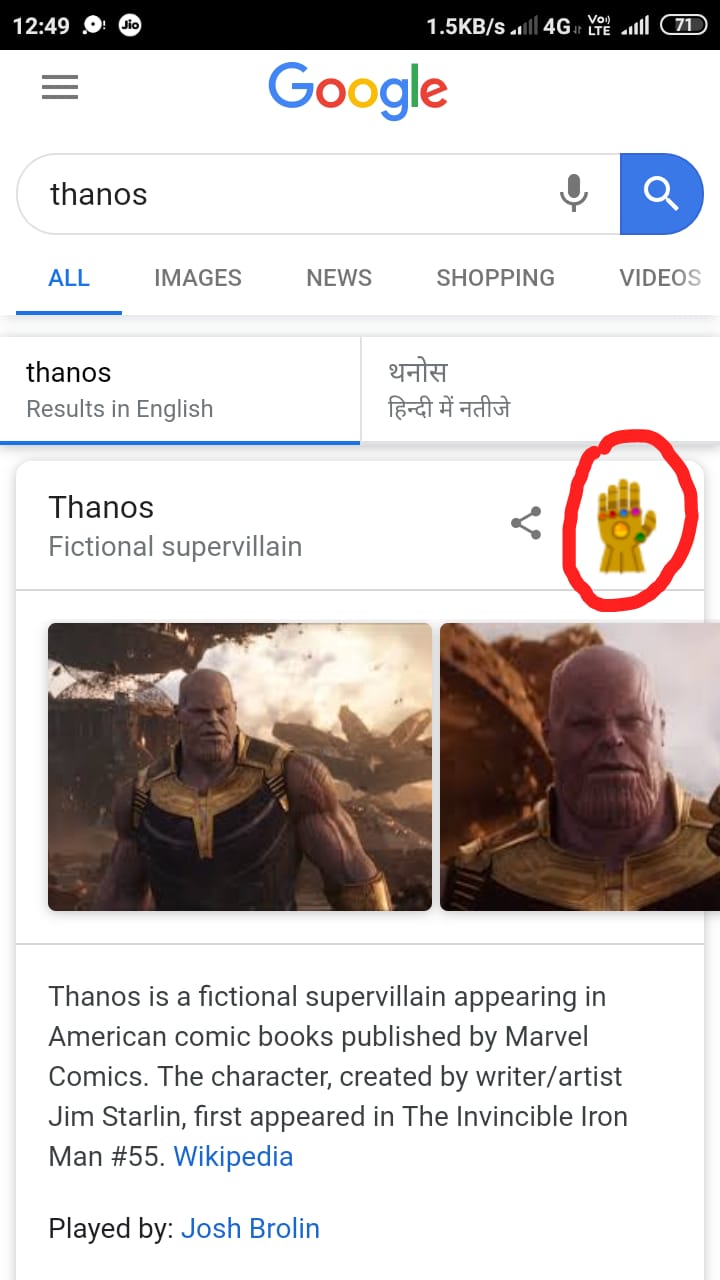 12:49 Jio 1.5KB/s 4G Vo) LTE 71
Google
thanos
ALL IMAGES NEWS SHOPPING VIDEOS
thanos
Results in English
थनोस
हिन्दी में नतीजे
Thanos
Fictional supervillain
Thanos is a fictional supervillain appearing in
American comic books published by Marvel
Comics. The character, created by writer/artist
Jim Starlin, first appeared in The Invincible Iron
Man #55. Wikipedia
Played by: Josh Brolin